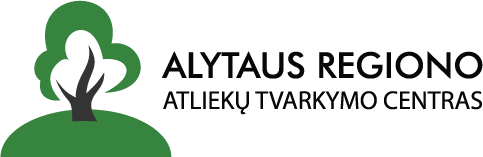 ALYTAUS REGIONO
ATLIEKŲ TVARKYMO CENTRAS